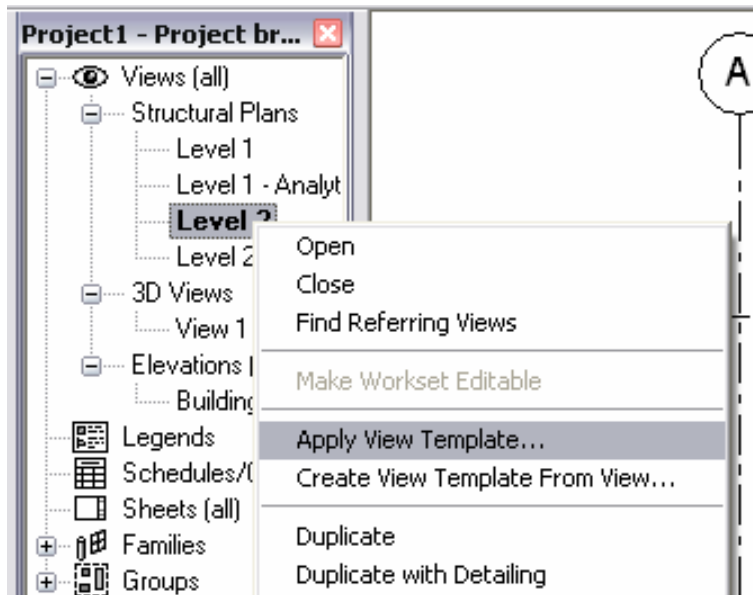 Project1 - Project br...
A
Views (all)
Structural Plans
Level 1
Level 1 - Analyt
Level 2
Level 2
3D Views
View 1
Elevations
Building
Legends
Schedules/
Sheets (all)
Families
Groups
Open
Close
Find Referring Views
Make Workset Editable
Apply View Template...
Create View Template From View...
Duplicate
Duplicate with Detailing